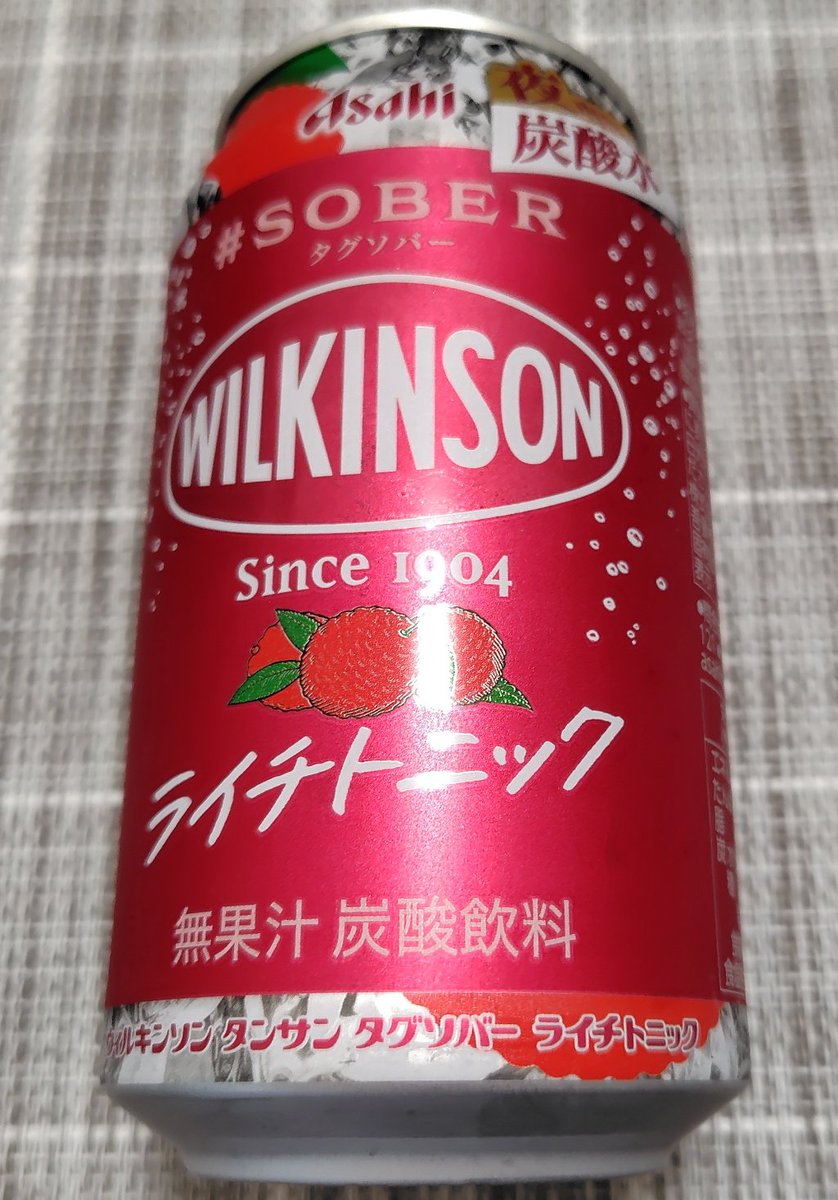 Asahi
夜の
炭酸水
#SOBER
タグソバー
WILKINSON
Since 1904
ライチトニック
無果汁 炭酸飲料
ウィルキンソン タンサン タグソバー ライチトニック